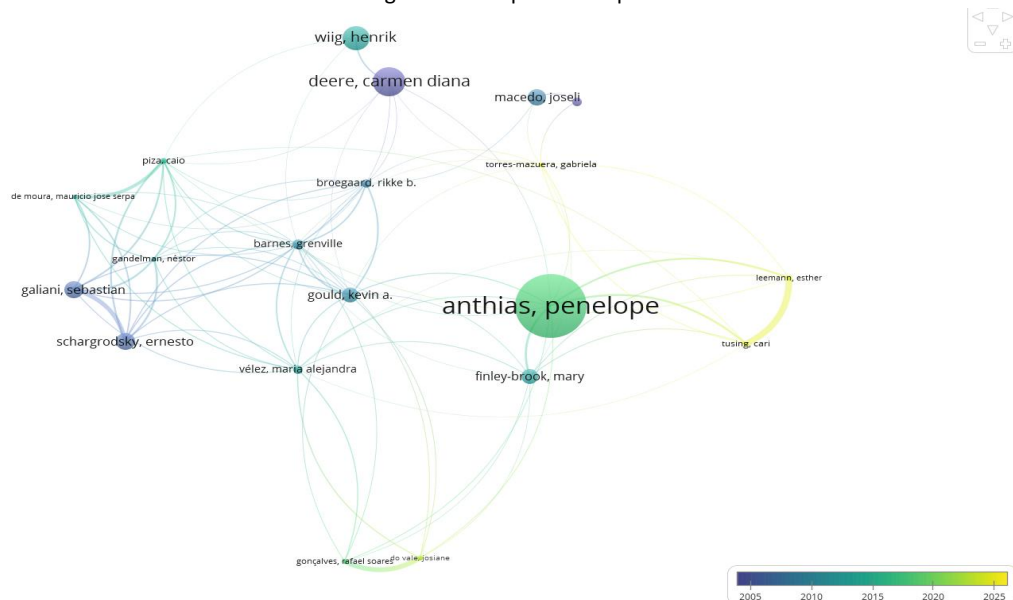 wiig, henrik
deere, carmen diana
macedo, joseli
piza, caio
torres-mazuera, gabriela
broegaard, rikke b.
de moura, mauricio josé serpa
barnes, grenville
gandelman, néstor
leemann, esther
galiani, sebastian
gould, kevin a.
anthias, penelope
schargrodsky, ernesto
tusing, cari
vélez, maria alejandra
finley-brook, mary
gonçalves, rafael soares
do vale, josiane
2005 2010 2015 2020 2025